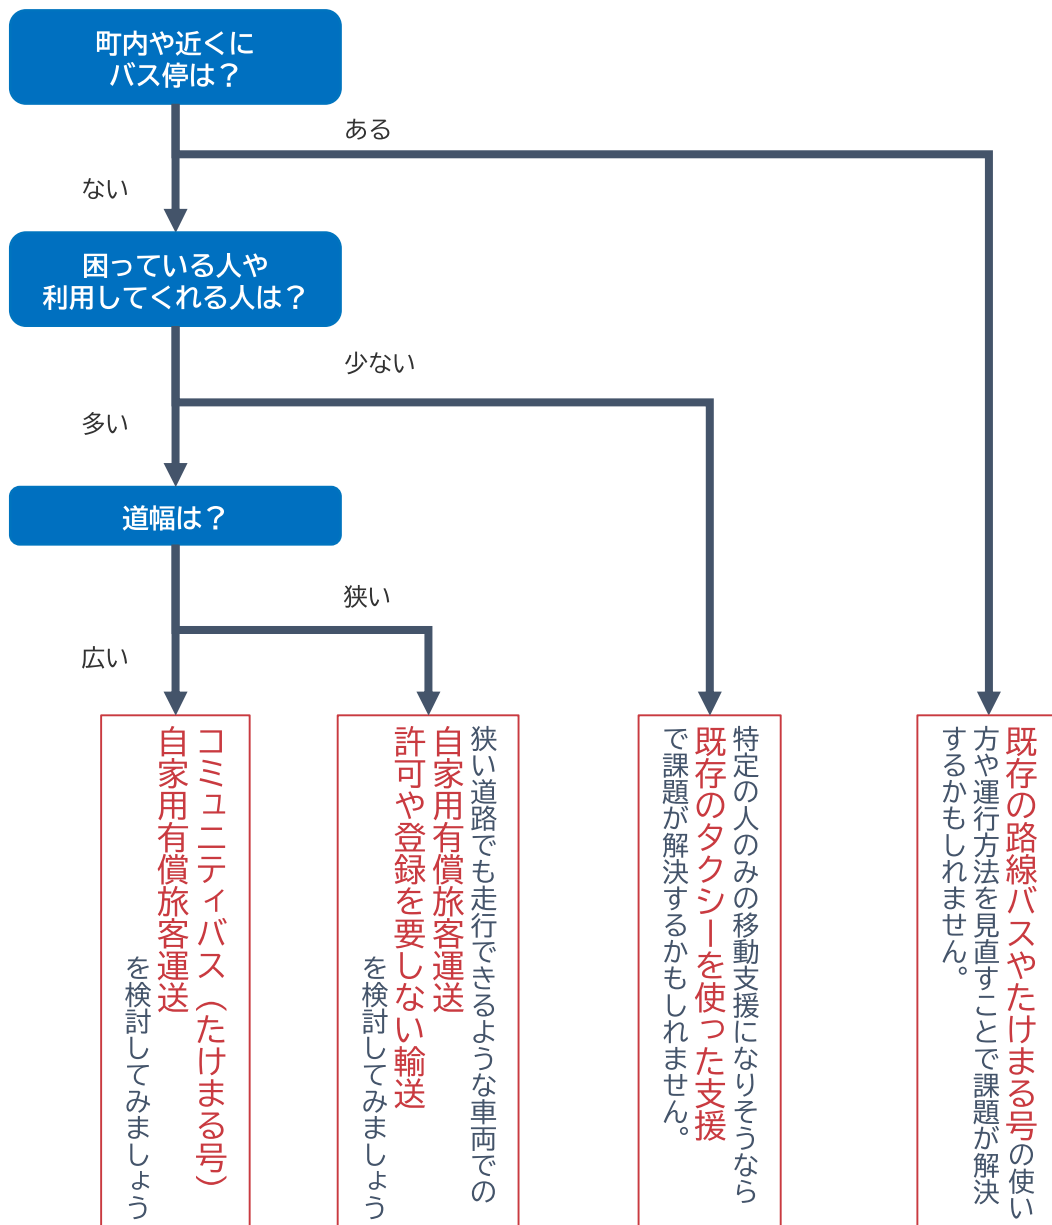 町内や近くに
バス停は？
ある
ない
困っている人や
利用してくれる人は？
少ない
多い
道幅は？
狭い
広い
コミュニティバス（たけまる号）
自家用有償旅客運送
を検討してみましょう
狭い道路でも走行できるような車両での
自家用有償旅客運送
許可や登録を要しない輸送
を検討してみましょう
特定の人のみの移動支援になりそうなら
既存のタクシーを使った支援
で課題が解決するかもしれません。
既存の路線バスやたけまる号の使い
方や運行方法を見直すことで課題が解決
するかもしれません。